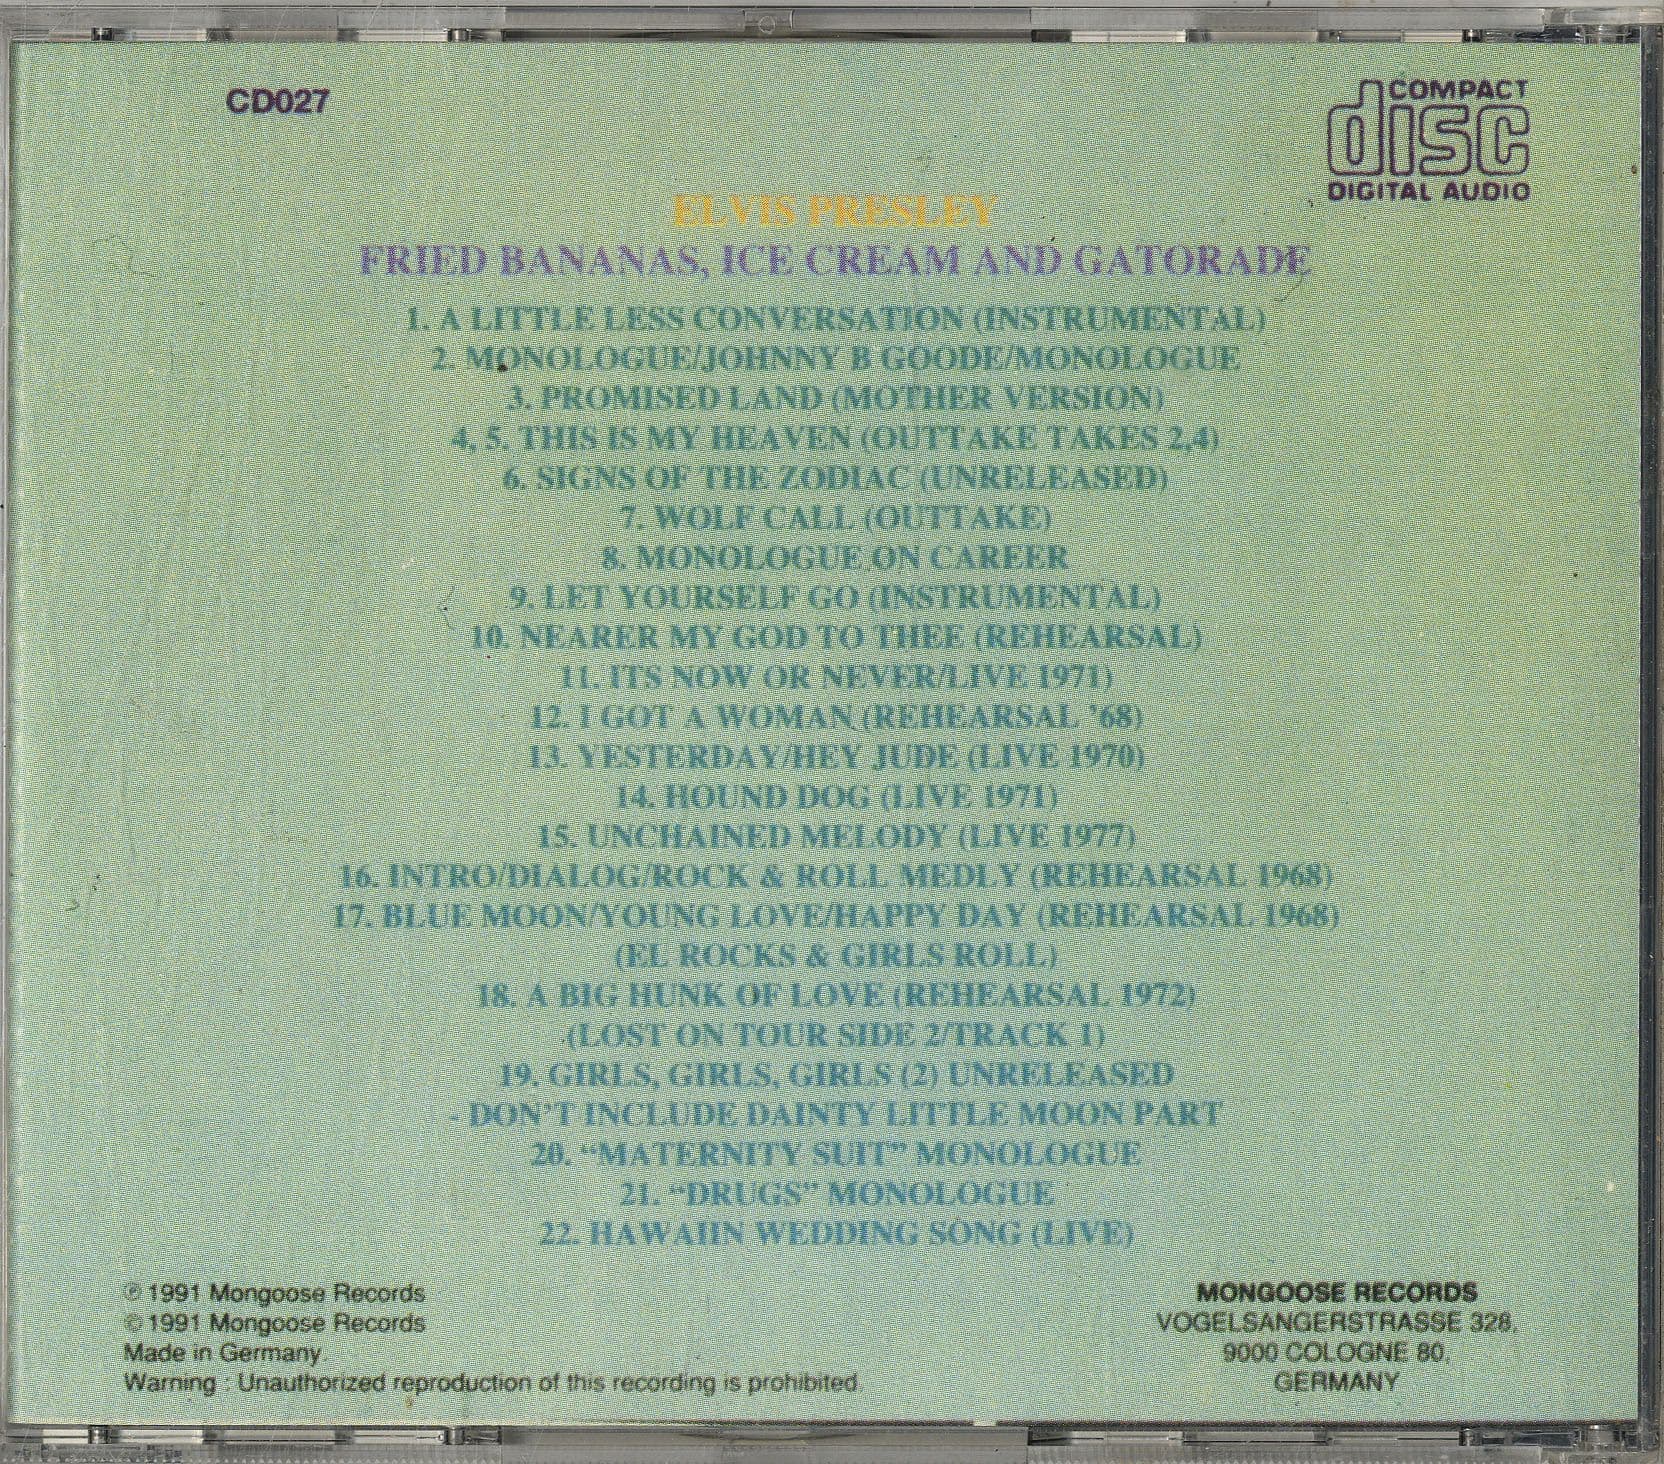 CD027
COMPACT
disc
DIGITAL AUDIO
ELVIS PRESLEY
FRIED BANANAS, ICE CREAM AND GATORADE
1. A LITTLE LESS CONVERSATION (INSTRUMENTAL)
2. MONOLOGUE/JOHNNY B GOODE/MONOLOGUE
3. PROMISED LAND (MOTHER VERSION)
4, 5. THIS IS MY HEAVEN (OUTTAKE TAKES 2,4)
6. SIGNS OF THE ZODIAC (UNRELEASED)
7. WOLF CALL (OUTTAKE)
8. MONOLOGUE ON CAREER
9. LET YOURSELF GO (INSTRUMENTAL)
10. NEARER MY GOD TO THEE (REHEARSAL)
11. ITS NOW OR NEVER/LIVE 1971)
12. I GOT A WOMAN (REHEARSAL '68)
13. YESTERDAY/HEY JUDE (LIVE 1970)
14. HOUND DOG (LIVE 1971)
15. UNCHAINED MELODY (LIVE 1977)
16. INTRO/DIALOG/ROCK & ROLL MEDLY (REHEARSAL 1968)
17. BLUE MOON/YOUNG LOVE/HAPPY DAY (REHEARSAL 1968)
(EL ROCKS & GIRLS ROLL)
18. A BIG HUNK OF LOVE (REHEARSAL 1972)
(LOST ON TOUR SIDE 2/TRACK 1)
19. GIRLS, GIRLS, GIRLS (2) UNRELEASED
- DON'T INCLUDE DAINTY LITTLE MOON PART
20. “MATERNITY SUIT” MONOLOGUE
21. “DRUGS” MONOLOGUE
22. HAWAIIN WEDDING SONG (LIVE)
℗ 1991 Mongoose Records
© 1991 Mongoose Records
Made in Germany.
Warning : Unauthorized reproduction of this recording is prohibited.
MONGOOSE RECORDS
VOGELSANGERSTRASSE 328,
9000 COLOGNE 80,
GERMANY